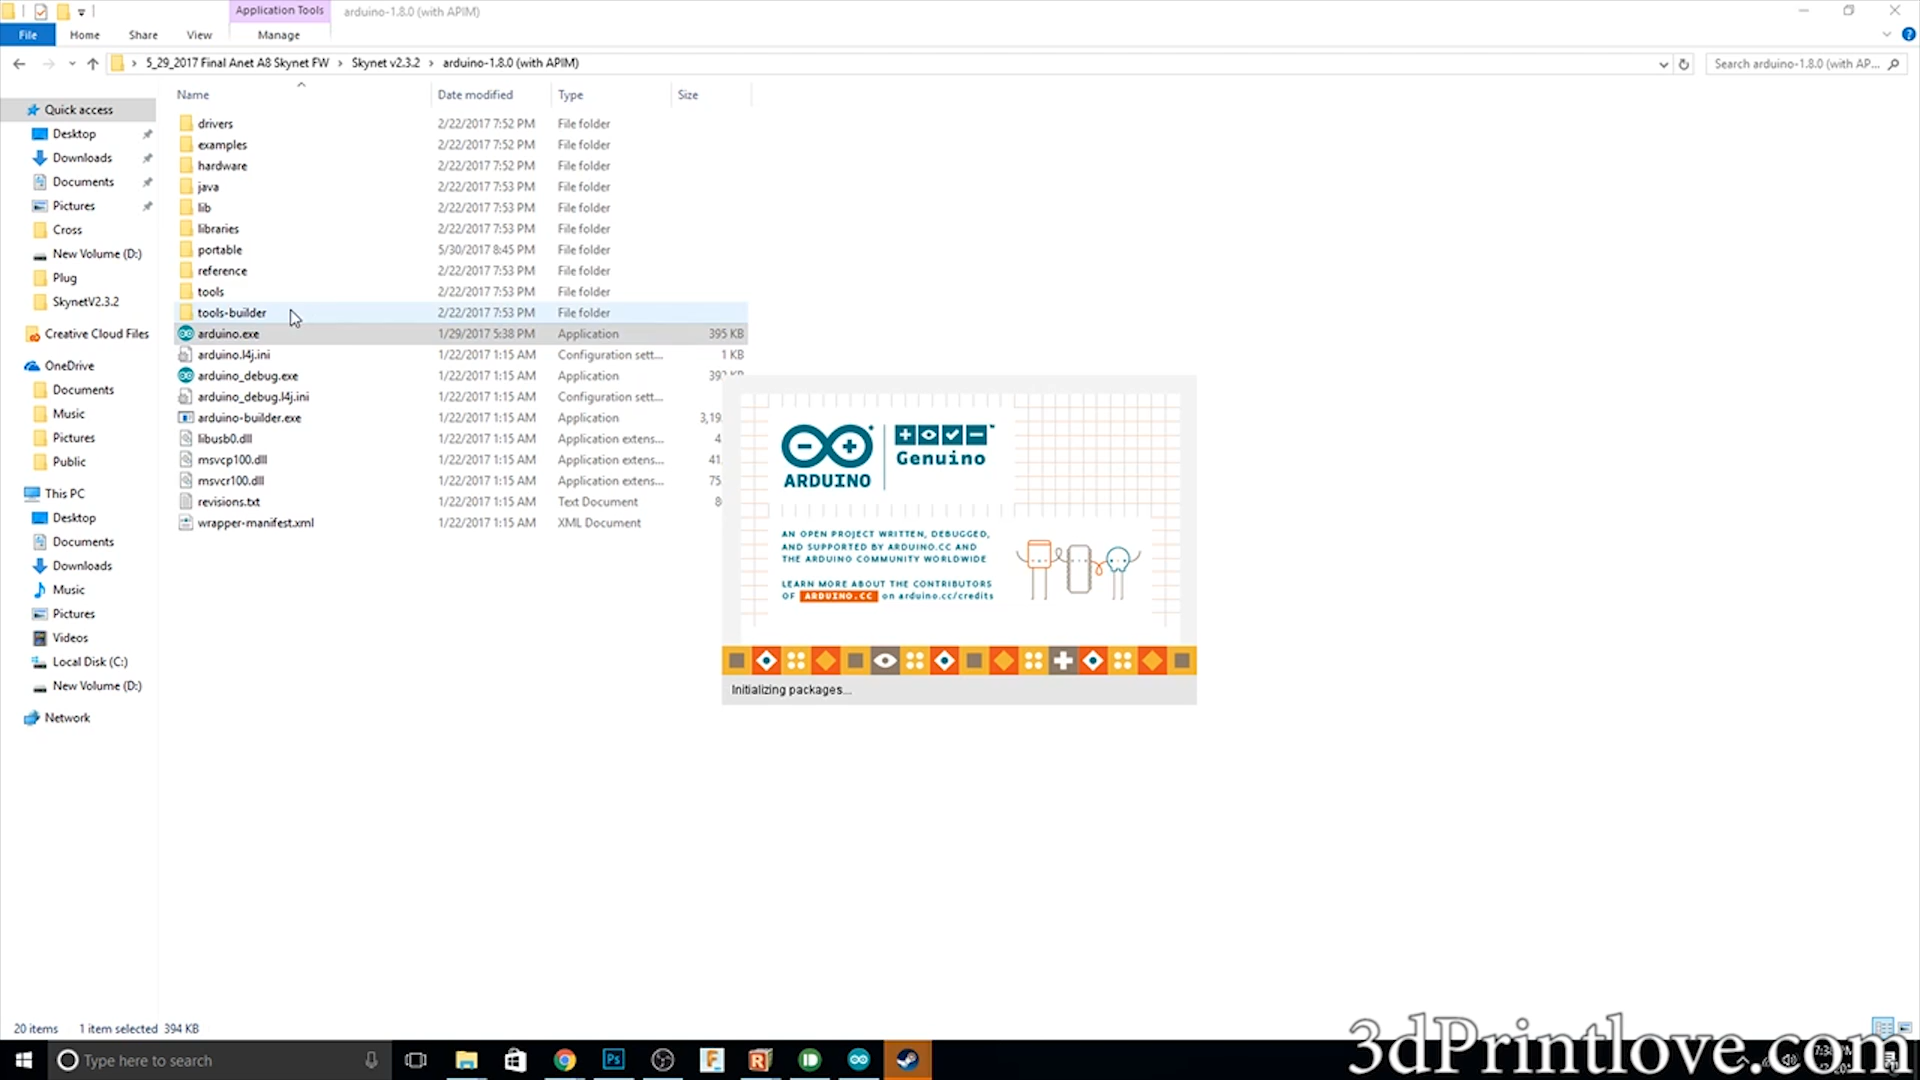 Application Tools
arduino-1.8.0 (with APIM)
File Home Share View Manage
5_29_2017 Final Anet A8 Skynet FW > Skynet v2.3.2 > arduino-1.8.0 (with APIM)
Search arduino-1.8.0 (with AP...
Name Date modified Type Size
Quick access
Desktop
Downloads
Documents
Pictures
Cross
New Volume (D:)
Plug
SkynetV2.3.2
Creative Cloud Files
OneDrive
Documents
Music
Pictures
Public
This PC
Desktop
Documents
Downloads
Music
Pictures
Videos
Local Disk (C:)
New Volume (D:)
Network
drivers 2/22/2017 7:52 PM File folder
examples 2/22/2017 7:52 PM File folder
hardware 2/22/2017 7:52 PM File folder
java 2/22/2017 7:53 PM File folder
lib 2/22/2017 7:53 PM File folder
libraries 2/22/2017 7:53 PM File folder
portable 5/30/2017 8:45 PM File folder
reference 2/22/2017 7:53 PM File folder
tools 2/22/2017 7:53 PM File folder
tools-builder 2/22/2017 7:53 PM File folder
arduino.exe 1/29/2017 5:38 PM Application 395 KB
arduino.l4j.ini 1/22/2017 1:15 AM Configuration sett... 1 KB
arduino_debug.exe 1/22/2017 1:15 AM Application
arduino_debug.l4j.ini 1/22/2017 1:15 AM Configuration sett...
arduino-builder.exe 1/22/2017 1:15 AM Application 3,19
libusb0.dll 1/22/2017 1:15 AM Application extens... 4
msvcp100.dll 1/22/2017 1:15 AM Application extens... 41
msvcr100.dll 1/22/2017 1:15 AM Application extens... 75
revisions.txt 1/22/2017 1:15 AM Text Document 8
wrapper-manifest.xml 1/22/2017 1:15 AM XML Document
ARDUINO
Genuino
AN OPEN PROJECT WRITTEN, DEBUGGED,
AND SUPPORTED BY ARDUINO.CC AND
THE ARDUINO COMMUNITY WORLDWIDE
LEARN MORE ABOUT THE CONTRIBUTORS
OF ARDUINO.CC on arduino.cc/credits
Initializing packages...
20 items 1 item selected 394 KB
Type here to search
3dPrintlove.com